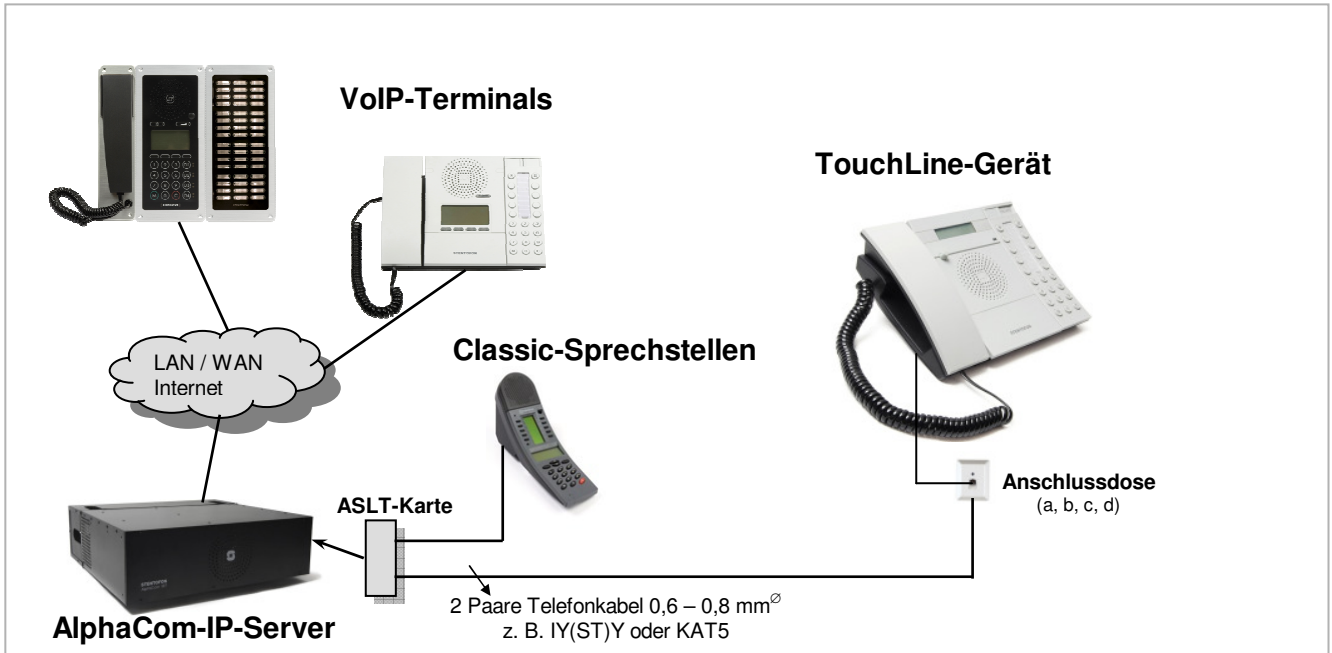 VoIP-Terminals
TouchLine-Gerät
LAN / WAN
Internet
Classic-Sprechstellen
ASLT-Karte
Anschlussdose
(a, b, c, d)
2 Paare Telefonkabel 0,6 – 0,8 mm∅
z. B. IY(ST)Y oder KAT5
AlphaCom-IP-Server